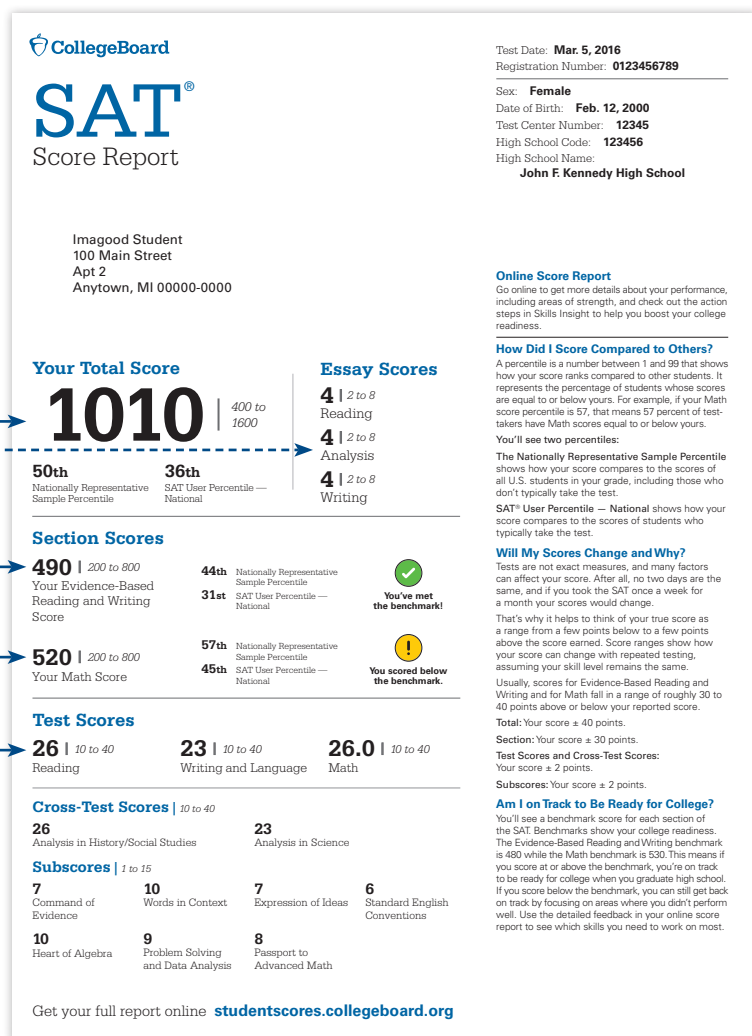 CollegeBoard
SAT®
Score Report
Test Date: Mar. 5, 2016
Registration Number: 0123456789
Sex: Female
Date of Birth: Feb. 12, 2000
Test Center Number: 12345
High School Code: 123456
High School Name:
John F. Kennedy High School
Imagood Student
100 Main Street
Apt 2
Anytown, MI 00000-0000
Your Total Score
1010 | 400 to
1600
50th
Nationally Representative
Sample Percentile
36th
SAT User Percentile —
National
Essay Scores
4 | 2 to 8
Reading
4 | 2 to 8
Analysis
4 | 2 to 8
Writing
Section Scores
490 | 200 to 800
Your Evidence-Based
Reading and Writing
Score
44th Nationally Representative
Sample Percentile
31st SAT User Percentile —
National
You've met
the benchmark!
520 | 200 to 800
Your Math Score
57th Nationally Representative
Sample Percentile
45th SAT User Percentile —
National
!
You scored below
the benchmark.
Test Scores
26 | 10 to 40
Reading
23 | 10 to 40
Writing and Language
26.0 | 10 to 40
Math
Cross-Test Scores | 10 to 40
26
Analysis in History/Social Studies
23
Analysis in Science
Subscores | 1 to 15
7
Command of
Evidence
10
Words in Context
7
Expression of Ideas
6
Standard English
Conventions
10
Heart of Algebra
9
Problem Solving
and Data Analysis
8
Passport to
Advanced Math
Get your full report online studentscores.collegeboard.org
Online Score Report
Go online to get more details about your performance,
including areas of strength, and check out the action
steps in Skills Insight to help you boost your college
readiness.
How Did I Score Compared to Others?
A percentile is a number between 1 and 99 that shows
how your score ranks compared to other students. It
represents the percentage of students whose scores
are equal to or below yours. For example, if your Math
score percentile is 57, that means 57 percent of test-
takers have Math scores equal to or below yours.
You'll see two percentiles:
The Nationally Representative Sample Percentile
shows how your score compares to the scores of
all U.S. students in your grade, including those who
don't typically take the test.
SAT® User Percentile — National shows how your
score compares to the scores of students who
typically take the test.
Will My Scores Change and Why?
Tests are not exact measures, and many factors
can affect your score. After all, no two days are the
same, and if you took the SAT once a week for
a month your scores would change.
That's why it helps to think of your true score as
a range from a few points below to a few points
above the score earned. Score ranges show how
your score can change with repeated testing,
assuming your skill level remains the same.
Usually, scores for Evidence-Based Reading and
Writing and for Math fall in a range of roughly 30 to
40 points above or below your reported score.
Total: Your score ± 40 points.
Section: Your score ± 30 points.
Test Scores and Cross-Test Scores:
Your score ± 2 points.
Subscores: Your score ± 2 points.
Am I on Track to Be Ready for College?
You'll see a benchmark score for each section of
the SAT. Benchmarks show your college readiness.
The Evidence-Based Reading and Writing benchmark
is 480 while the Math benchmark is 530. This means if
you score at or above the benchmark, you're on track
to be ready for college when you graduate high school.
If you score below the benchmark, you can still get back
on track by focusing on areas where you didn't perform
well. Use the detailed feedback in your online score
report to see which skills you need to work on most.